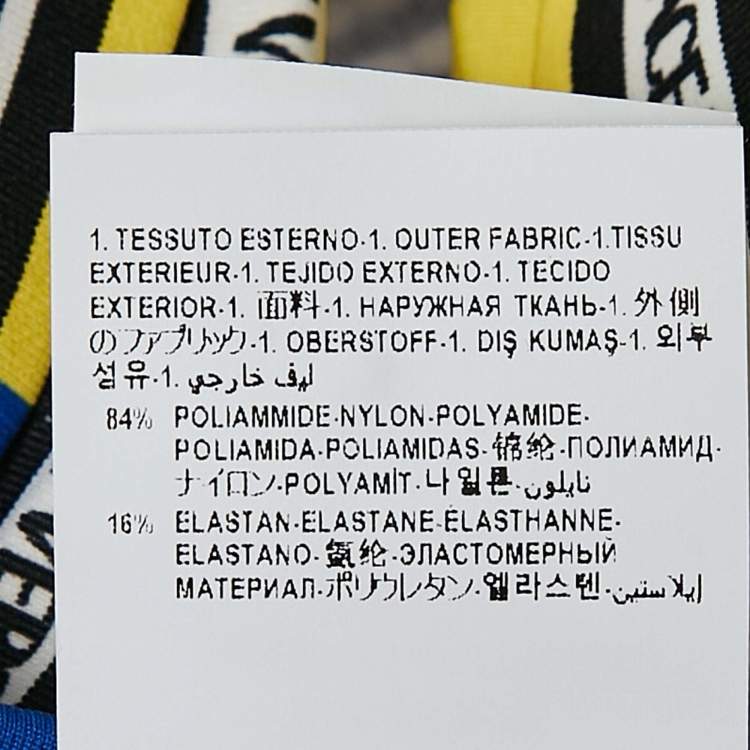 1. TESSUTO ESTERNO-1. OUTER FABRIC-1.TISSU
EXTERIEUR-1. TEJIDO EXTERNO-1. TECIDO
EXTERIOR-1. 面料-1. НАРУЖНАЯ ТКАНЬ-1. 外側
のファブリック-1. OBERSTOFF-1. DIŞ KUMAŞ-1. 외부
섬유-1. ليف خارجي
84% POLIAMMIDE-NYLON-POLYAMIDE-
POLIAMIDA-POLIAMIDAS-锦纶-ПОЛИАМИД-
ナイロン-POLYAMİT-나일론-نايلون
16% ELASTAN-ELASTANE-ÉLASTHANNE-
ELASTANO-氨纶-ЭЛАСТОМЕРНЫЙ
МАТЕРИАЛ-ポリウレタン-엘라스텐-إيلاستين